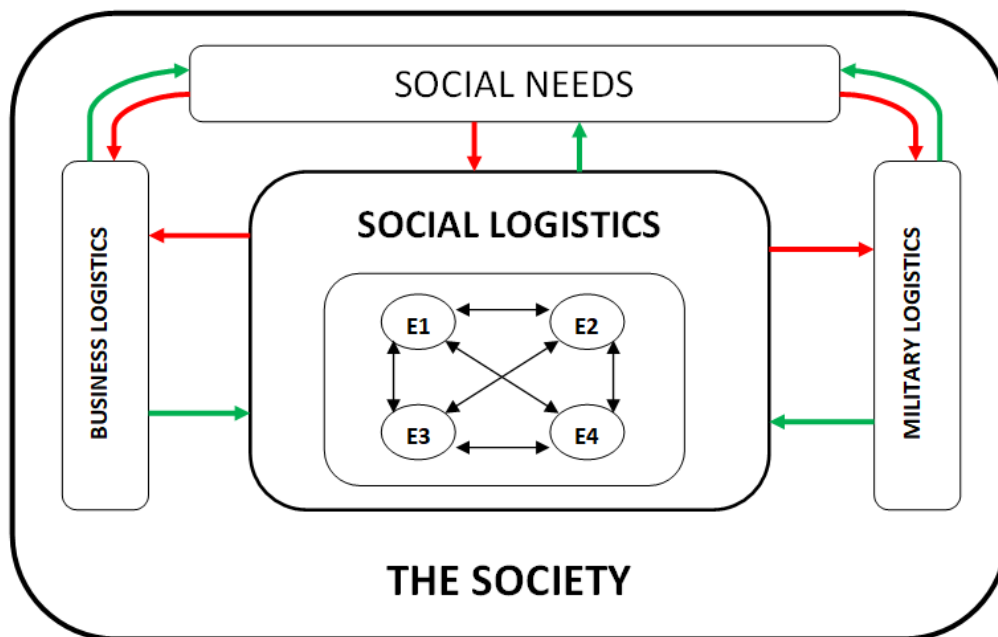 SOCIAL NEEDS
SOCIAL LOGISTICS
BUSINESS LOGISTICS
MILITARY LOGISTICS
E1
E2
E3
E4
THE SOCIETY